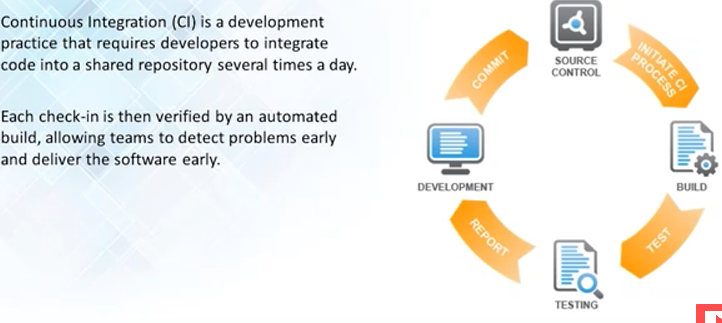 Continuous Integration (CI) is a development
practice that requires developers to integrate
code into a shared repository several times a day.
Each check-in is then verified by an automated
build, allowing teams to detect problems early
and deliver the software early.
SOURCE
CONTROL
INITIATE CI
PROCESS
BUILD
TEST
TESTING
REPORT
DEVELOPMENT
COMMIT